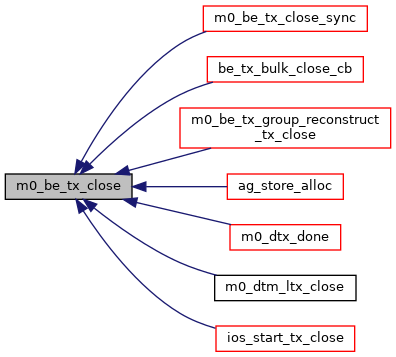 m0_be_tx_close_sync
be_tx_bulk_close_cb
m0_be_tx_group_reconstruct
_tx_close
m0_be_tx_close
ag_store_alloc
m0_dtx_done
m0_dtm_ltx_close
ios_start_tx_close